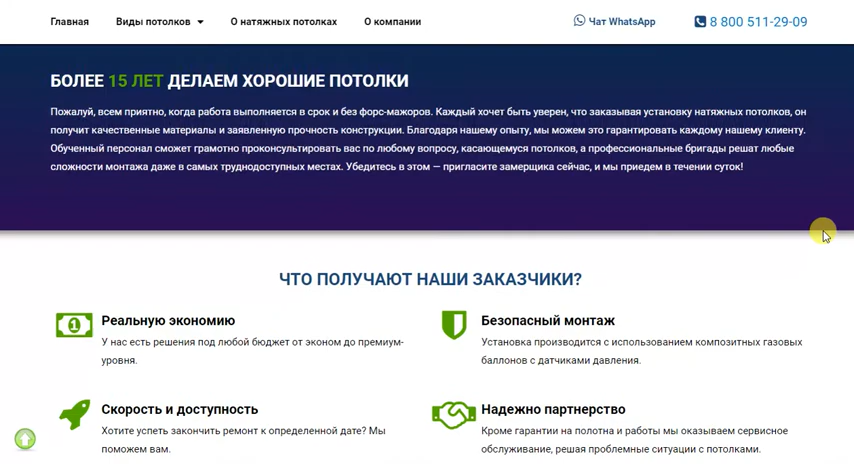 Главная Виды потолков О натяжных потолках О компании Чат WhatsApp 8 800 511-29-09
БОЛЕЕ 15 ЛЕТ ДЕЛАЕМ ХОРОШИЕ ПОТОЛКИ
Пожалуй, всем приятно, когда работа выполняется в срок и без форс-мажоров. Каждый хочет быть уверен, что заказывая установку натяжных потолков, он
получит качественные материалы и заявленную прочность конструкции. Благодаря нашему опыту, мы можем это гарантировать каждому нашему клиенту.
Обученный персонал сможет грамотно проконсультировать вас по любому вопросу, касающемуся потолков, а профессиональные бригады решат любые
сложности монтажа даже в самых труднодоступных местах. Убедитесь в этом — пригласите замерщика сейчас, и мы приедем в течении суток!
ЧТО ПОЛУЧАЮТ НАШИ ЗАКАЗЧИКИ?
Реальную экономию
У нас есть решения под любой бюджет от эконом до премиум-
уровня.
Безопасный монтаж
Установка производится с использованием композитных газовых
баллонов с датчиками давления.
Скорость и доступность
Хотите успеть закончить ремонт к определенной дате? Мы
поможем вам.
Надежно партнерство
Кроме гарантии на полотна и работы мы оказываем сервисное
обслуживание, решая проблемные ситуации с потолками.